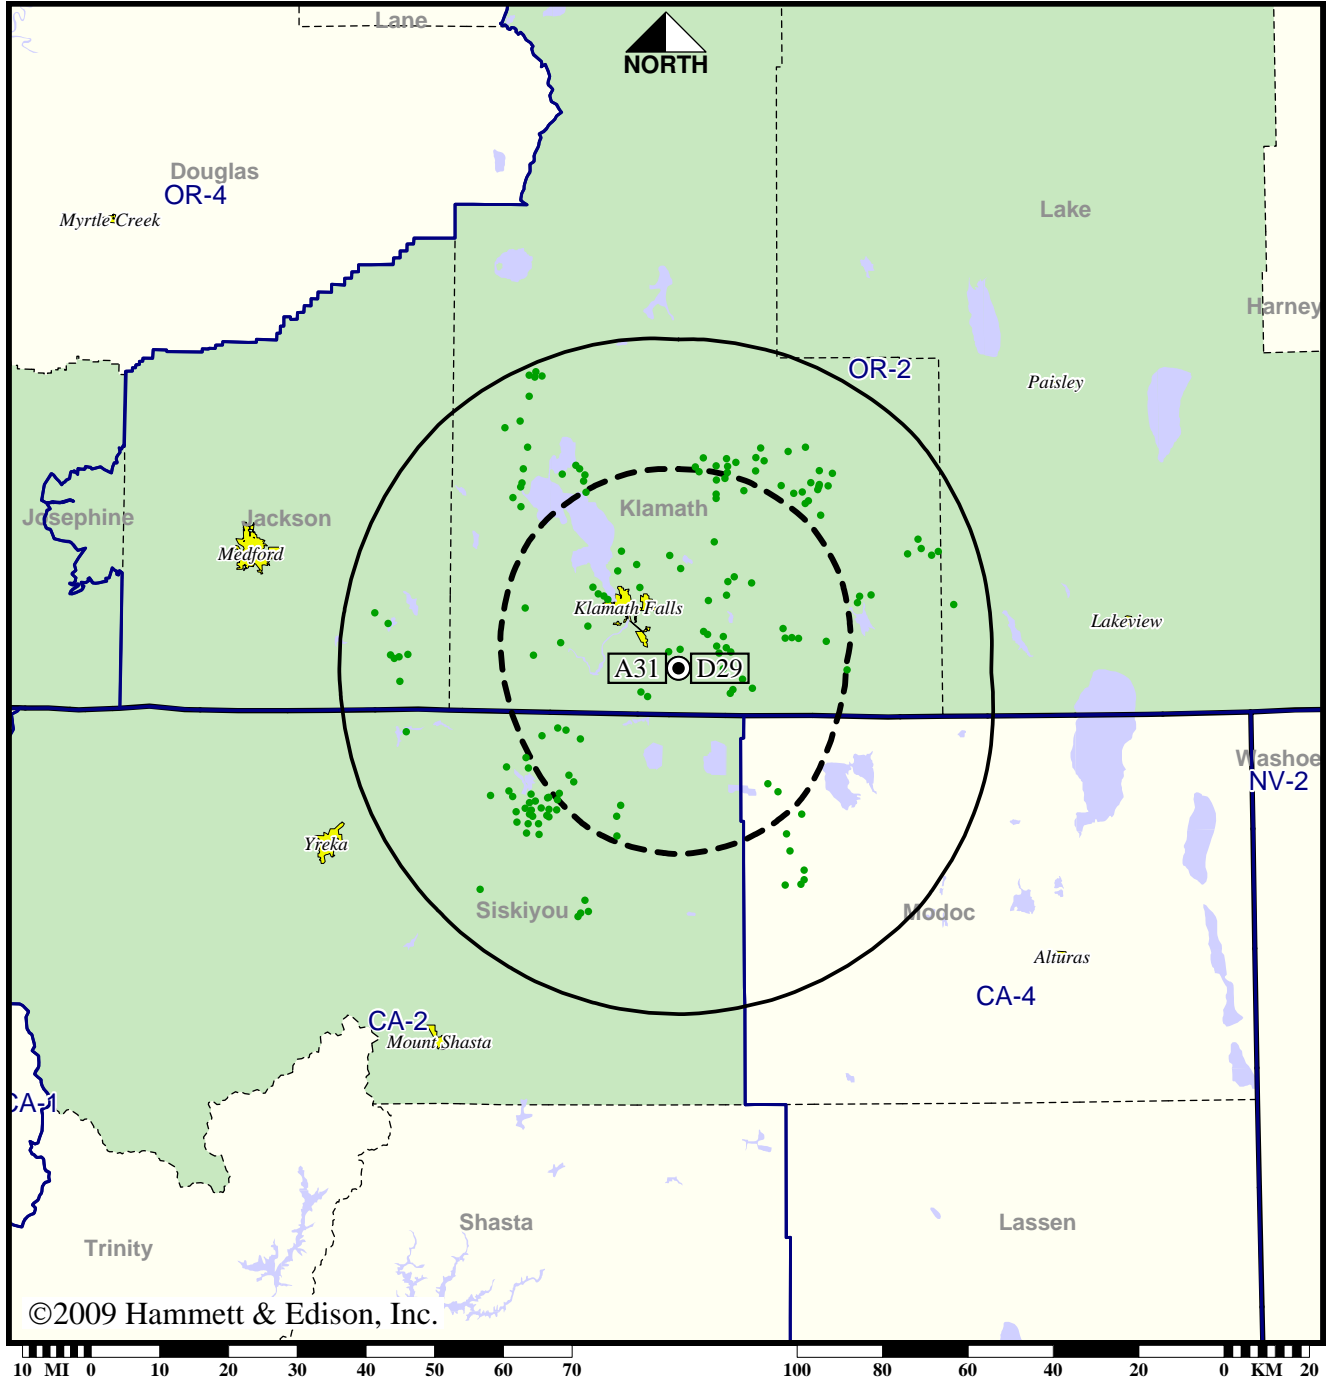 Lane
NORTH
Douglas
OR-4
Myrtle Creek
Lake
Harney
OR-2
Paisley
Klamath
Josephine
Jackson
Medford
Klamath Falls
Lakeview
A31
D29
Washoe
NV-2
Yreka
Siskiyou
Modoc
Alturas
CA-4
CA-2
Mount Shasta
CA-1
Shasta
Lassen
Trinity
©2009 Hammett & Edison, Inc.
10 MI 0 10 20 30 40 50 60 70 100 80 60 40 20 0 KM 20